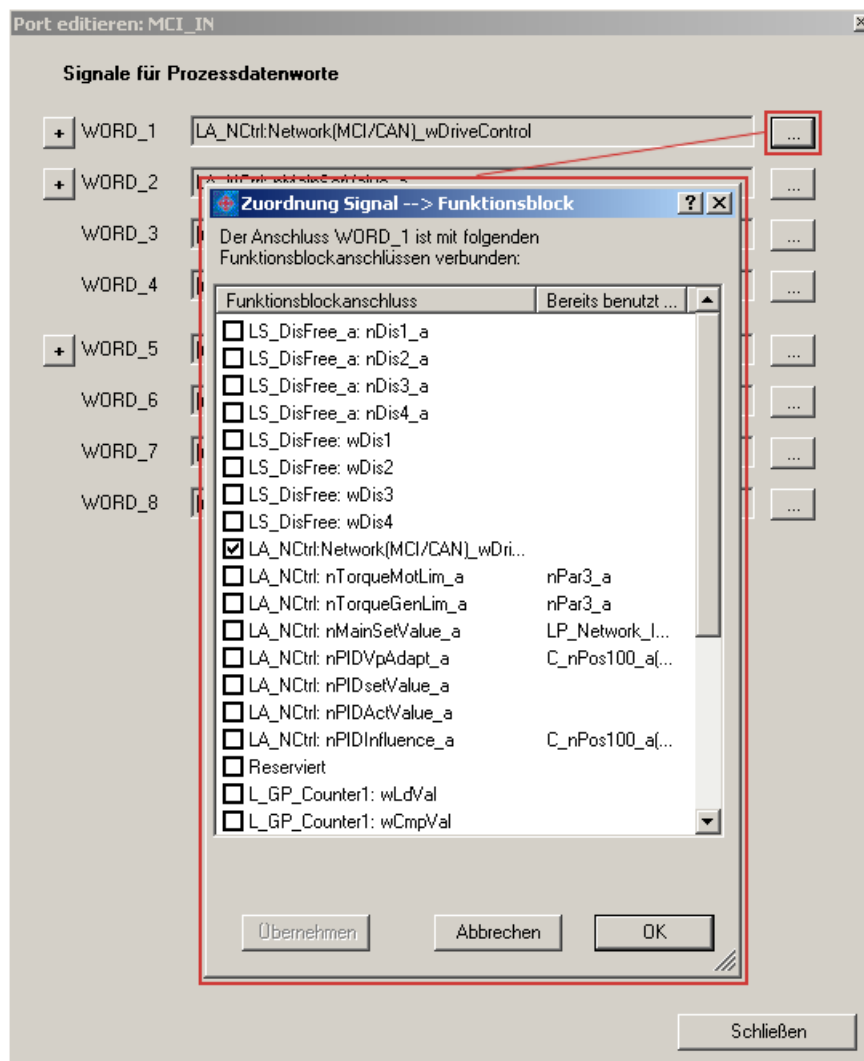 Port editieren: MCI_IN
Signale für Prozessdatenworte
+ WORD_1 LA_NCtrl:Network(MCI/CAN)_wDriveControl ...
+ WORD_2 LA_NCtrl: nMainSetValue_a ...
WORD_3 ...
WORD_4 ...
+ WORD_5 ...
WORD_6 ...
WORD_7 ...
WORD_8 ...
Zuordnung Signal --> Funktionsblock
Der Anschluss WORD_1 ist mit folgenden
Funktionsblockanschlüssen verbunden:
Funktionsblockanschluss Bereits benutzt ...
LS_DisFree_a: nDis1_a
LS_DisFree_a: nDis2_a
LS_DisFree_a: nDis3_a
LS_DisFree_a: nDis4_a
LS_DisFree: wDis1
LS_DisFree: wDis2
LS_DisFree: wDis3
LS_DisFree: wDis4
LA_NCtrl:Network(MCI/CAN)_wDri...
LA_NCtrl: nTorqueMotLim_a nPar3_a
LA_NCtrl: nTorqueGenLim_a nPar3_a
LA_NCtrl: nMainSetValue_a LP_Network_I...
LA_NCtrl: nPIDVpAdapt_a C_nPos100_a(...
LA_NCtrl: nPIDsetValue_a
LA_NCtrl: nPIDActValue_a
LA_NCtrl: nPIDInfluence_a C_nPos100_a(...
Reserviert
L_GP_Counter1: wLdVal
L_GP_Counter1: wCmpVal
Übernehmen Abbrechen OK
Schließen